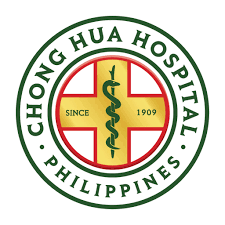 CHONG HUA HOSPITAL
SINCE 1909
PHILIPPINES